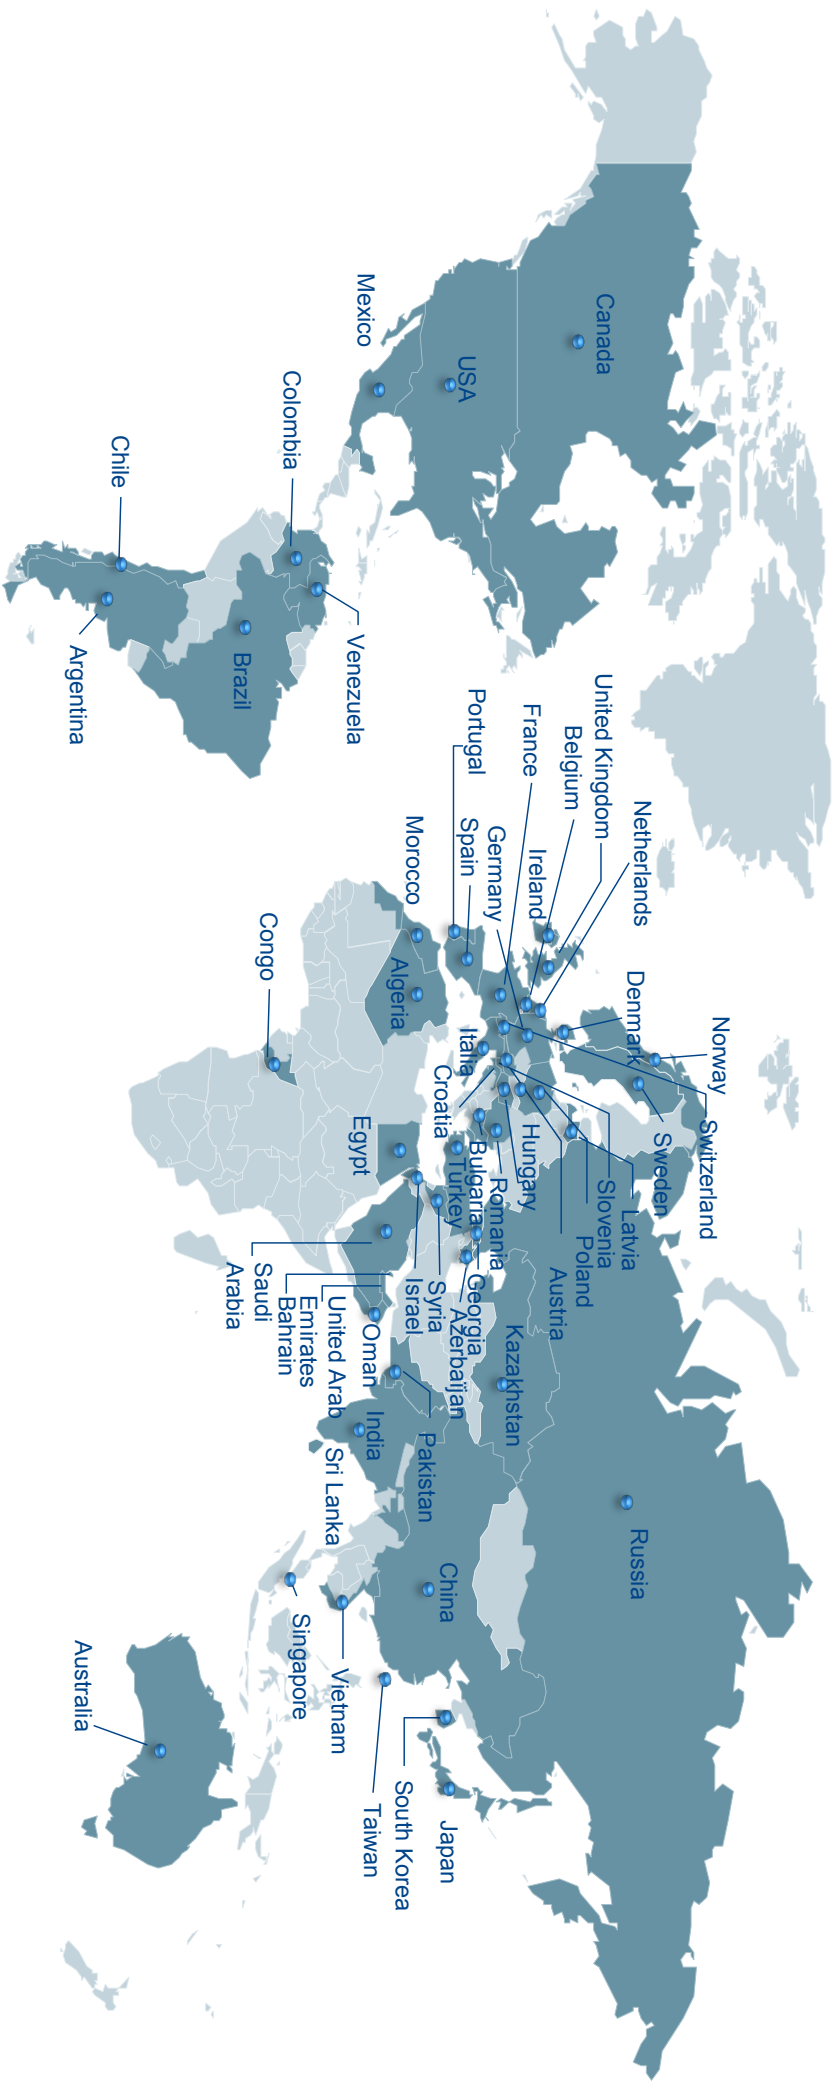 Canada
USA
Mexico
Colombia
Venezuela
Chile
Brazil
Argentina
Norway
Switzerland
Netherlands
Denmark
Sweden
United Kingdom
Belgium
Ireland
France
Germany
Portugal
Spain
Italia
Croatia
Latvia
Slovenia
Poland
Austria
Hungary
Romania
Bulgaria
Turkey
Georgia
Azerbaijan
Syria
Israel
Morocco
Algeria
Egypt
Congo
Saudi
Arabia
Bahrain
United Arab
Emirates
Oman
Kazakhstan
Pakistan
India
Sri Lanka
Russia
China
Singapore
Vietnam
Taiwan
South Korea
Japan
Australia